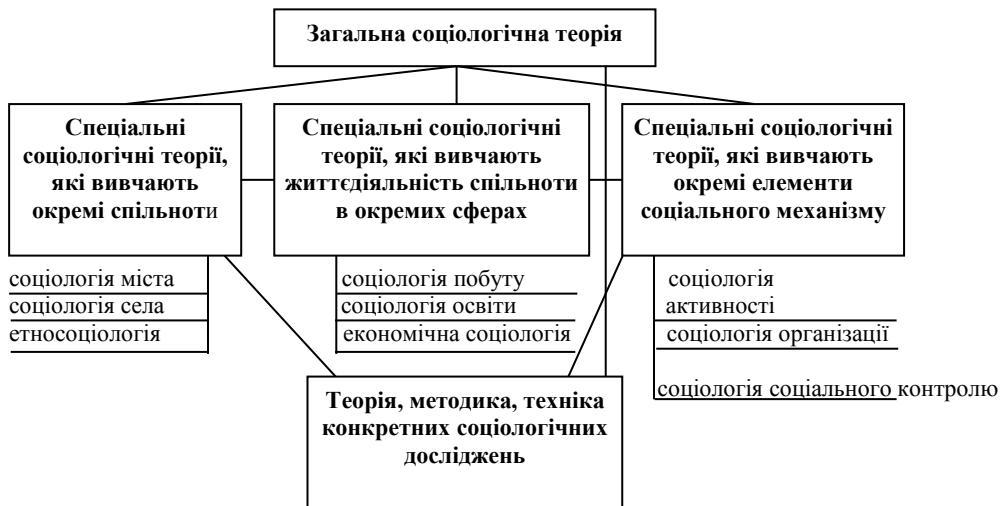 Загальна соціологічна теорія
Спеціальні
соціологічні теорії,
які вивчають
окремі спільноти
Спеціальні соціологічні
теорії, які вивчають
життєдіяльність спільноти
в окремих сферах
Спеціальні соціологічні
теорії, які вивчають
окремі елементи
соціального механізму
соціологія міста
соціологія села
етносоціологія
соціологія побуту
соціологія освіти
економічна соціологія
соціологія
активності
соціологія організації
соціологія соціального контролю
Теорія, методика, техніка
конкретних соціологічних
досліджень